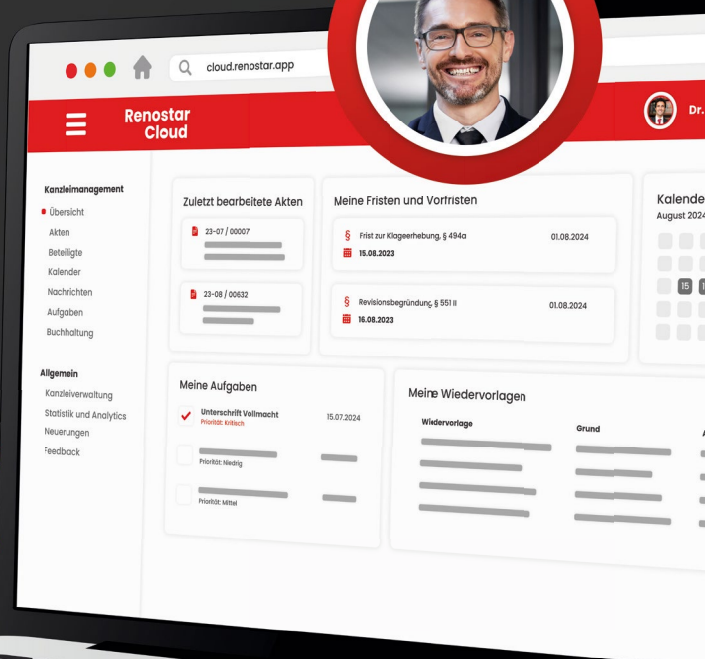 cloud.renostar.app
Renostar
Cloud
Dr.
Kanzleimanagement
Übersicht
Akten
Beteiligte
Kalender
Nachrichten
Aufgaben
Buchhaltung
Allgemein
Kanzleiverwaltung
Statistik und Analytics
Neuerungen
Feedback
Zuletzt bearbeitete Akten
23-07 / 00007
23-08 / 00632
Meine Fristen und Vorfristen
§ Frist zur Klageerhebung, § 494a 01.08.2024
15.08.2023
§ Revisionsbegründung, § 551 II 01.08.2024
16.08.2023
Kalende
August 2024
15 1
Meine Aufgaben
Unterschrift Vollmacht 15.07.2024
Priorität: Kritisch
Priorität: Niedrig
Priorität: Mittel
Meine Wiedervorlagen
Widervorlage Grund A